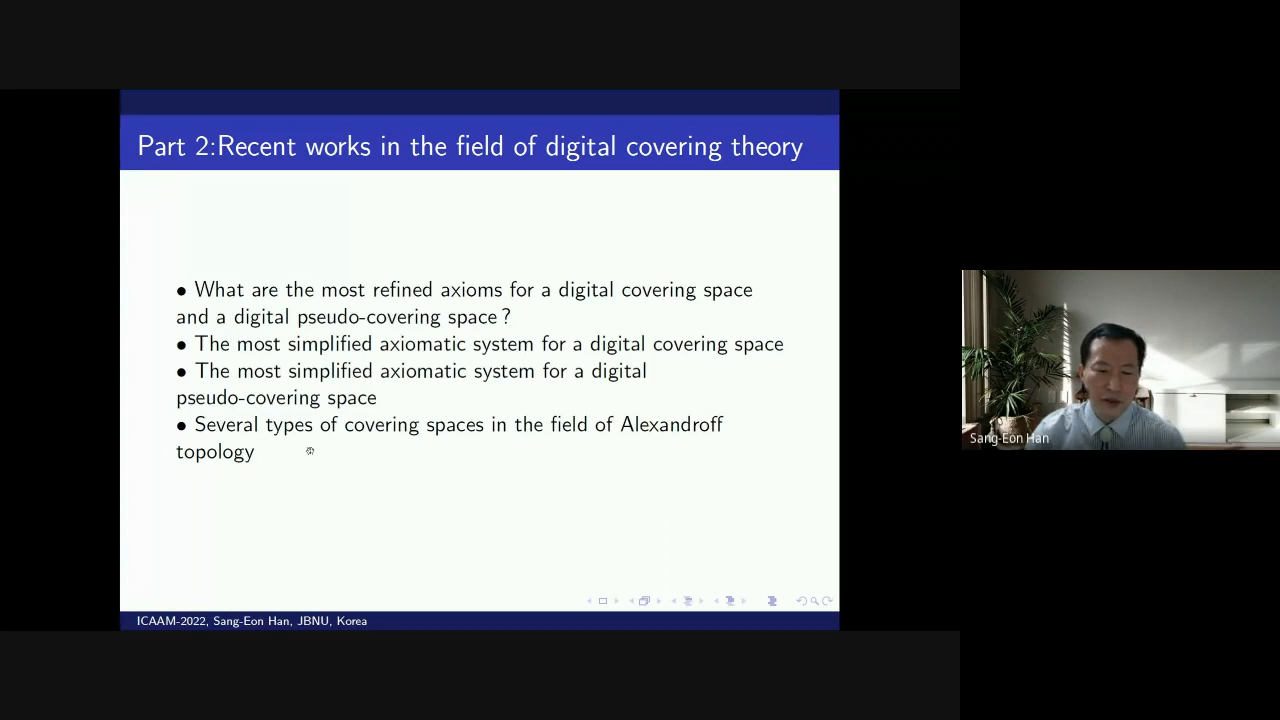 Part 2:Recent works in the field of digital covering theory
• What are the most refined axioms for a digital covering space
and a digital pseudo-covering space ?
• The most simplified axiomatic system for a digital covering space
• The most simplified axiomatic system for a digital
pseudo-covering space
• Several types of covering spaces in the field of Alexandroff
topology
ICAAM-2022, Sang-Eon Han, JBNU, Korea
Sang-Eon Han